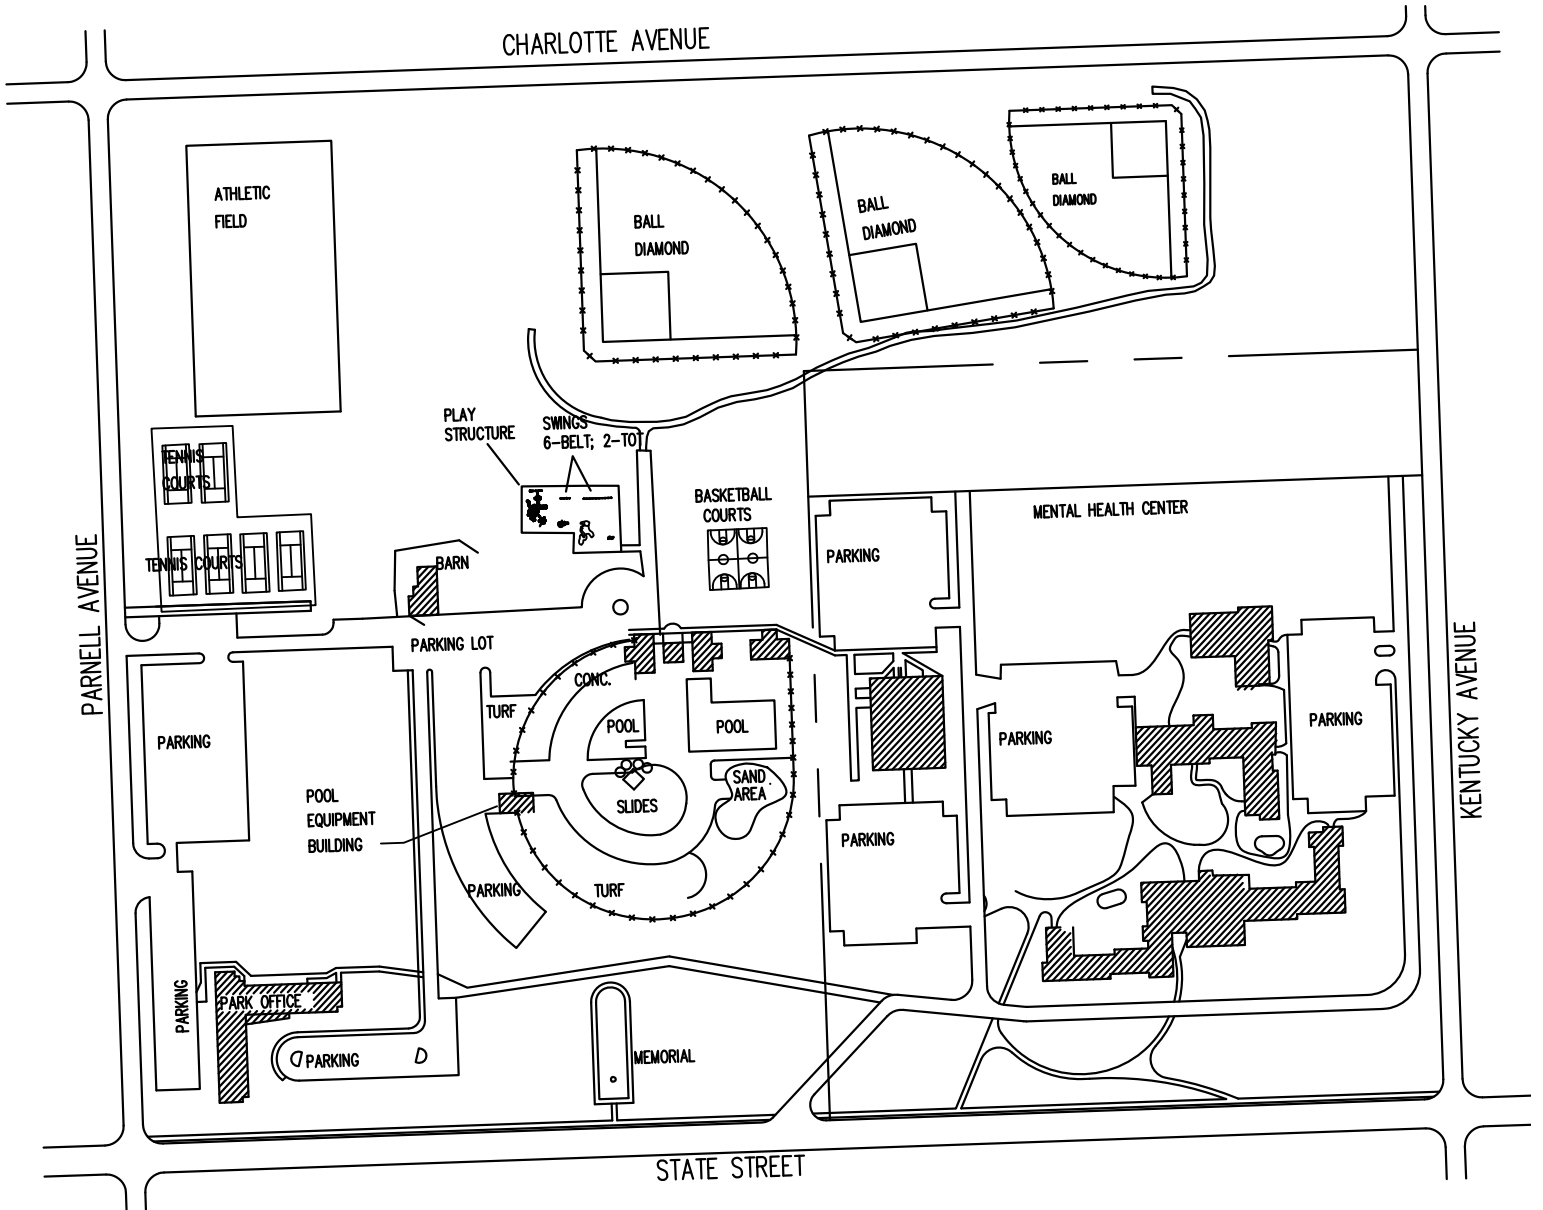 CHARLOTTE AVENUE
ATHLETIC
FIELD
BALL
DIAMOND
BALL
DIAMOND
BALL
DIAMOND
PLAY
STRUCTURE
SWINGS
6-BELT; 2-TOT
TENNIS
COURTS
BASKETBALL
COURTS
MENTAL HEALTH CENTER
PARKING
TENNIS COURTS
BARN
PARNELL AVENUE
KENTUCKY AVENUE
PARKING LOT
CONC.
TURF
POOL
POOL
PARKING
PARKING
PARKING
SAND
AREA
SLIDES
POOL
EQUIPMENT
BUILDING
PARKING
PARKING
TURF
PARKING
PARK OFFICE
PARKING
MEMORIAL
STATE STREET